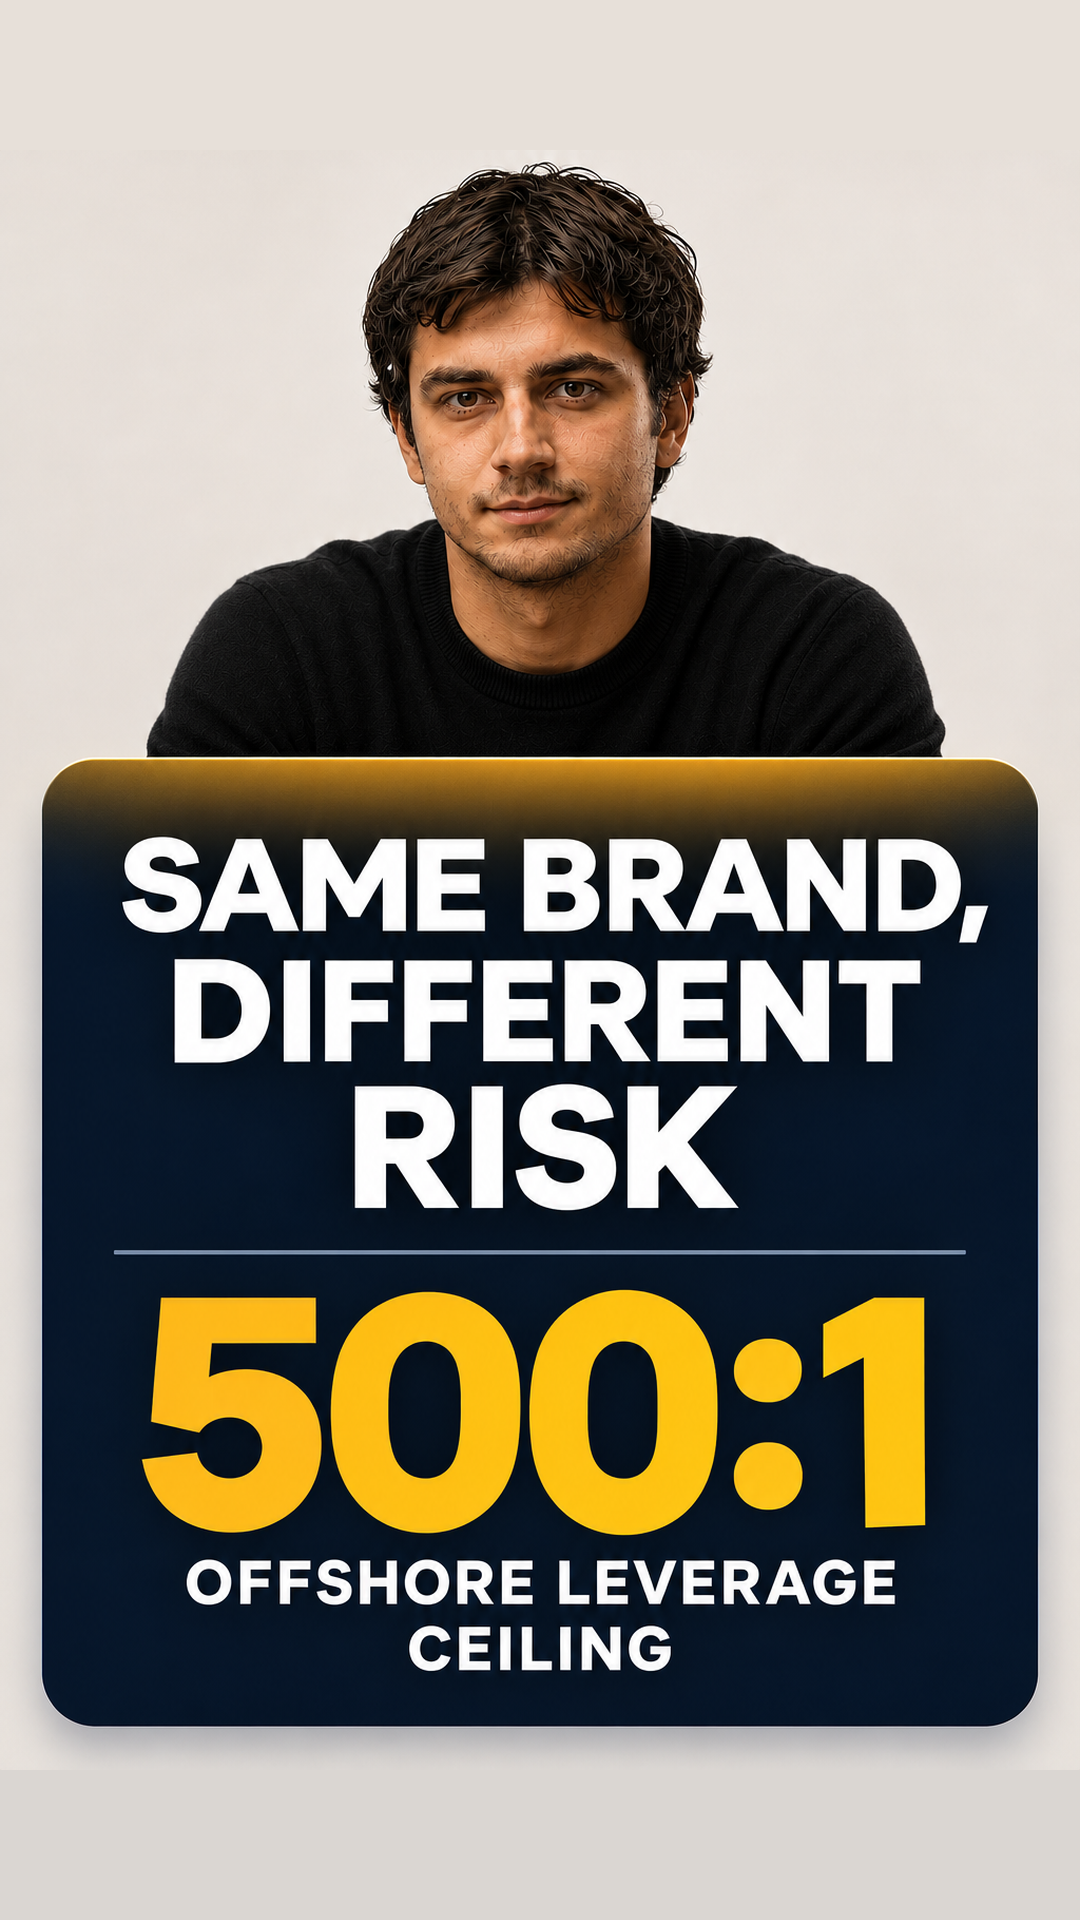 SAME BRAND,
DIFFERENT
RISK
500:1
OFFSHORE LEVERAGE
CEILING